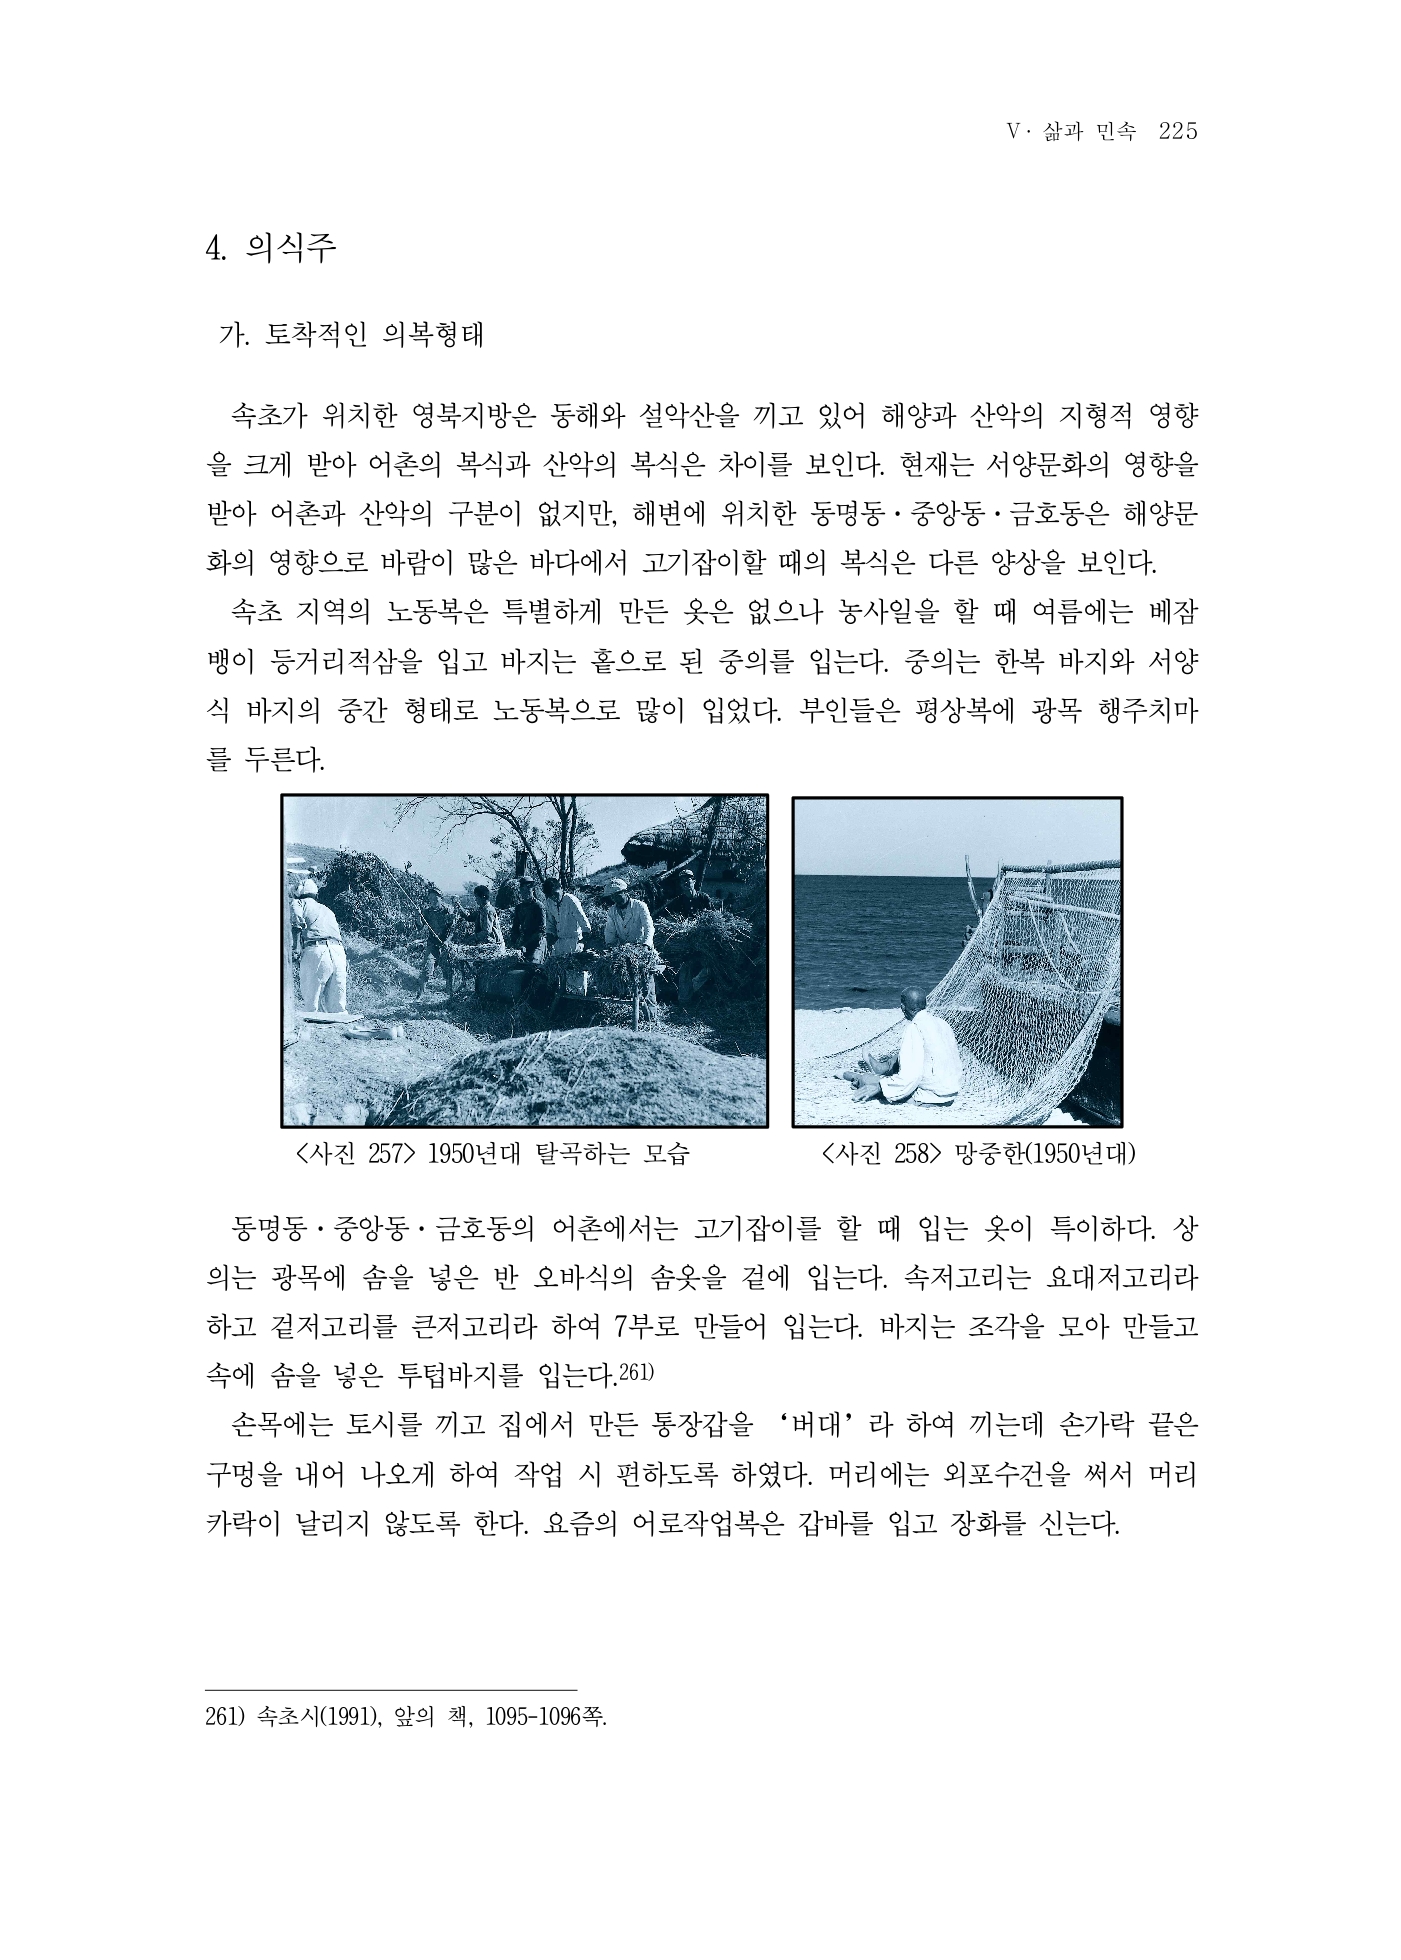 Ⅴ· 삶과 민속 225
4. 의식주
가. 토착적인 의복형태
속초가 위치한 영북지방은 동해와 설악산을 끼고 있어 해양과 산악의 지형적 영향
을 크게 받아 어촌의 복식과 산악의 복식은 차이를 보인다. 현재는 서양문화의 영향을
받아 어촌과 산악의 구분이 없지만, 해변에 위치한 동명동·중앙동·금호동은 해양문
화의 영향으로 바람이 많은 바다에서 고기잡이할 때의 복식은 다른 양상을 보인다.
속초 지역의 노동복은 특별하게 만든 옷은 없으나 농사일을 할 때 여름에는 베잠
뱅이 등거리적삼을 입고 바지는 홑으로 된 중의를 입는다. 중의는 한복 바지와 서양
식 바지의 중간 형태로 노동복으로 많이 입었다. 부인들은 평상복에 광목 행주치마
를 두른다.
<사진 257> 1950년대 탈곡하는 모습
<사진 258> 망중한(1950년대)
동명동·중앙동·금호동의 어촌에서는 고기잡이를 할 때 입는 옷이 특이하다. 상
의는 광목에 솜을 넣은 반 오바식의 솜옷을 겉에 입는다. 속저고리는 요대저고리라
하고 겉저고리를 큰저고리라 하여 7부로 만들어 입는다. 바지는 조각을 모아 만들고
속에 솜을 넣은 투텁바지를 입는다.261)
손목에는 토시를 끼고 집에서 만든 통장갑을 ‘버대’라 하여 끼는데 손가락 끝은
구멍을 내어 나오게 하여 작업 시 편하도록 하였다. 머리에는 외포수건을 써서 머리
카락이 날리지 않도록 한다. 요즘의 어로작업복은 갑바를 입고 장화를 신는다.
261) 속초시(1991), 앞의 책, 1095-1096쪽.